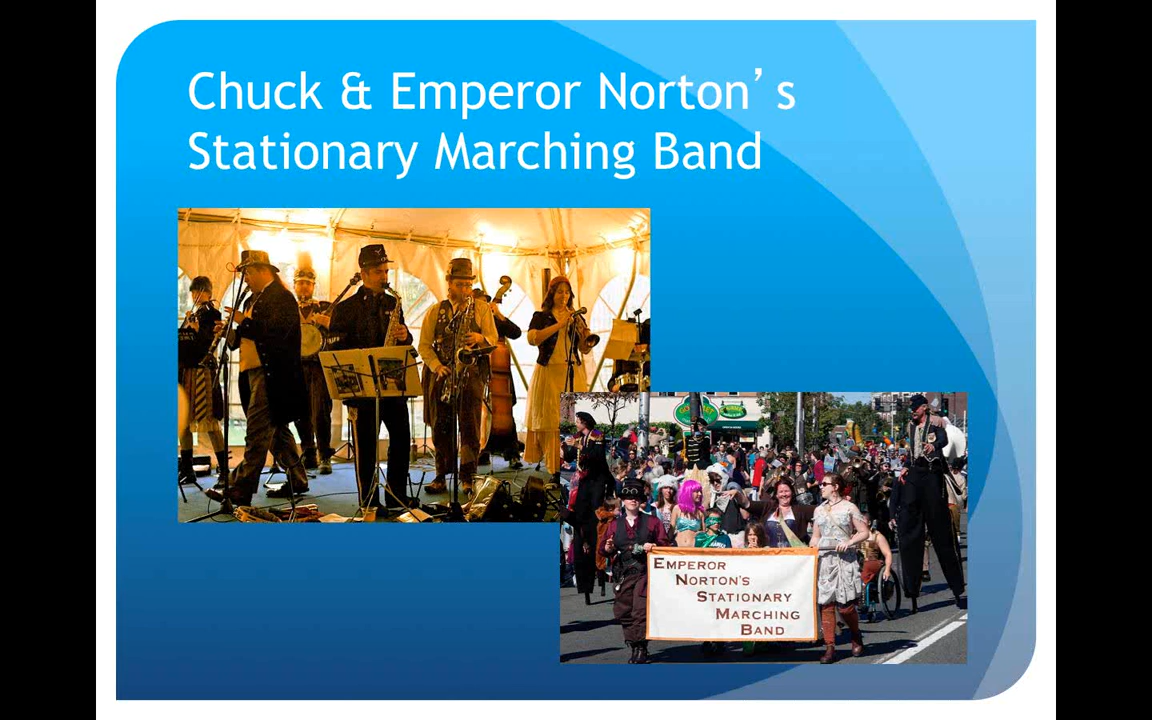 Chuck & Emperor Norton’s
Stationary Marching Band
EMPEROR
NORTON'S
STATIONARY
MARCHING
BAND